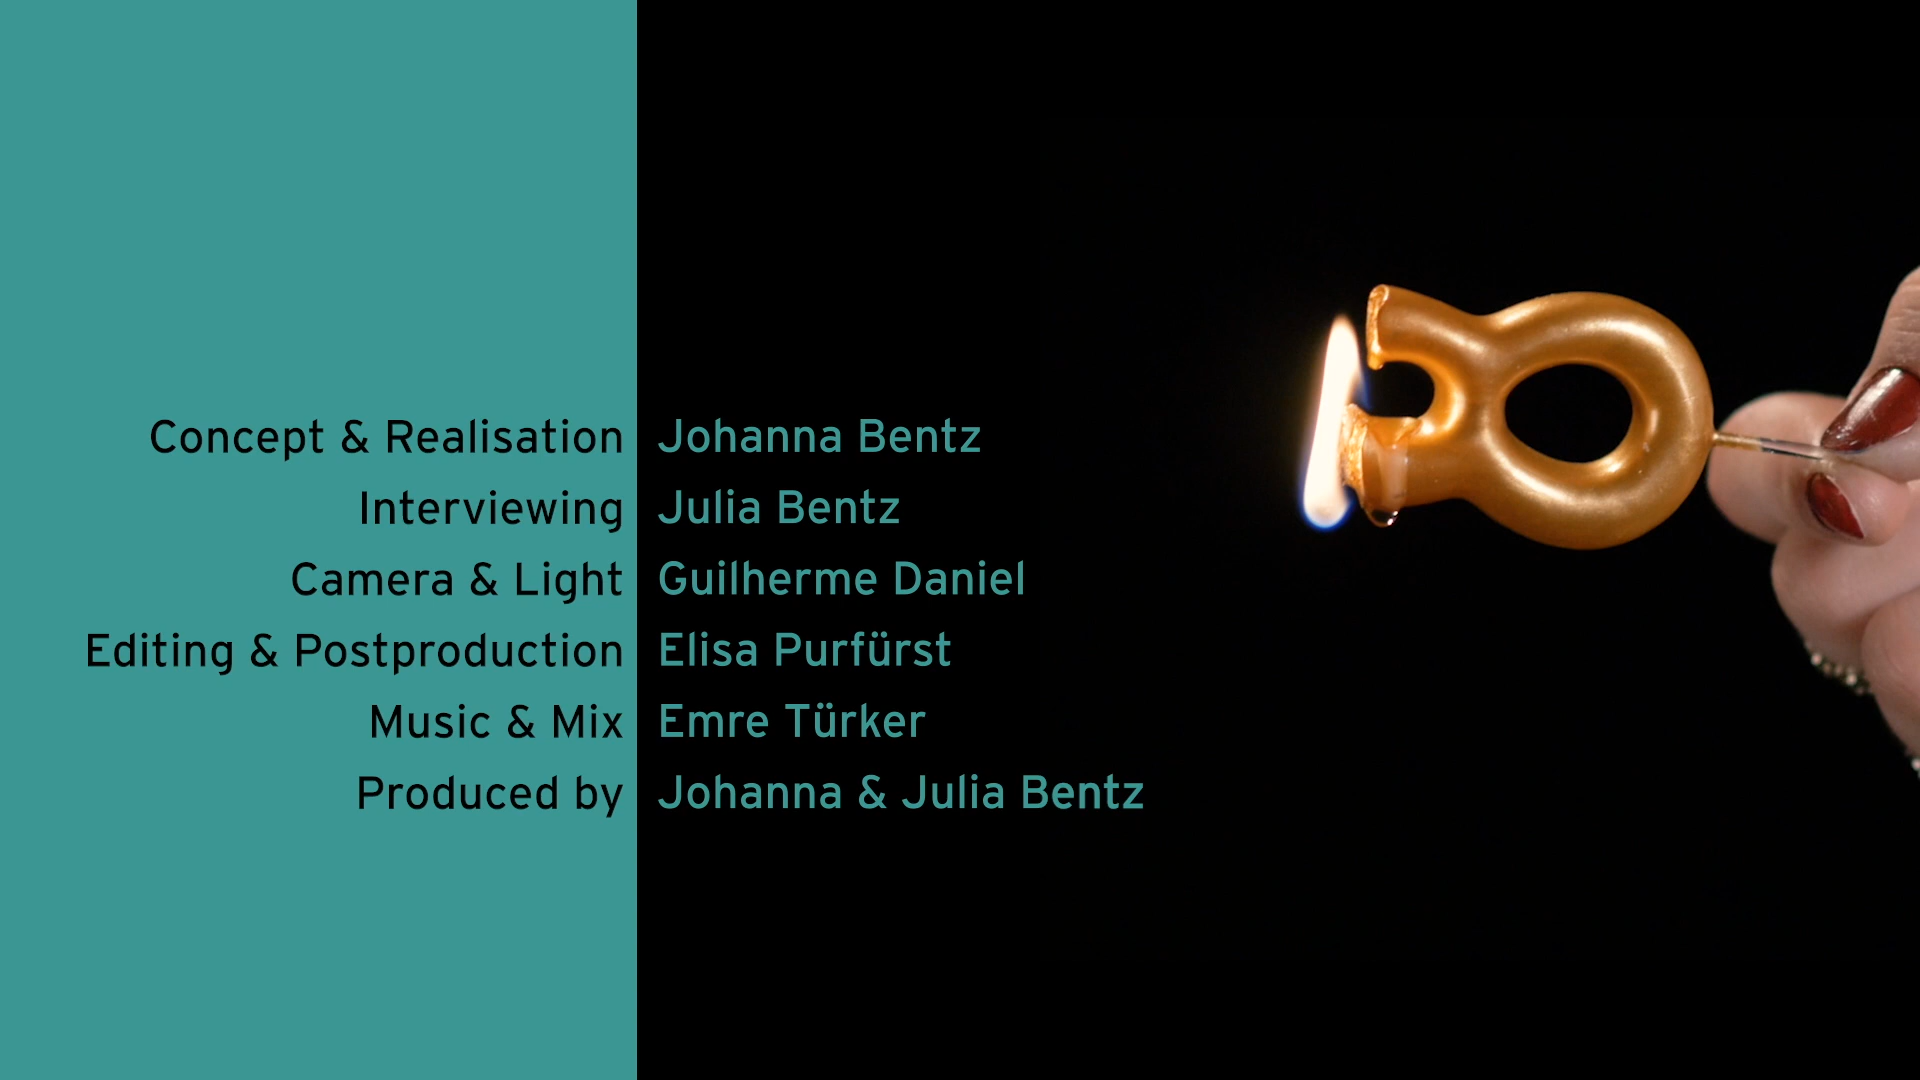 Concept & Realisation Johanna Bentz
Interviewing Julia Bentz
Camera & Light Guilherme Daniel
Editing & Postproduction Elisa Purfürst
Music & Mix Emre Türker
Produced by Johanna & Julia Bentz